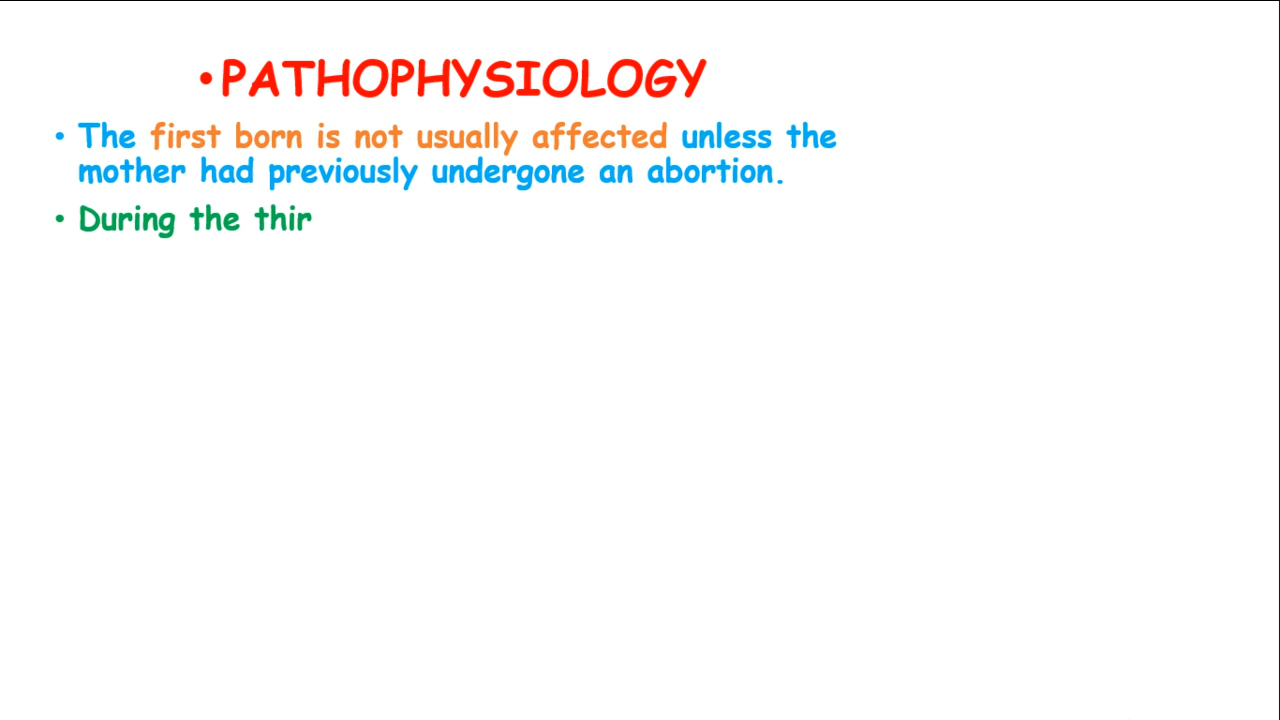 • PATHOPHYSIOLOGY
• The first born is not usually affected unless the
mother had previously undergone an abortion.
• During the thir